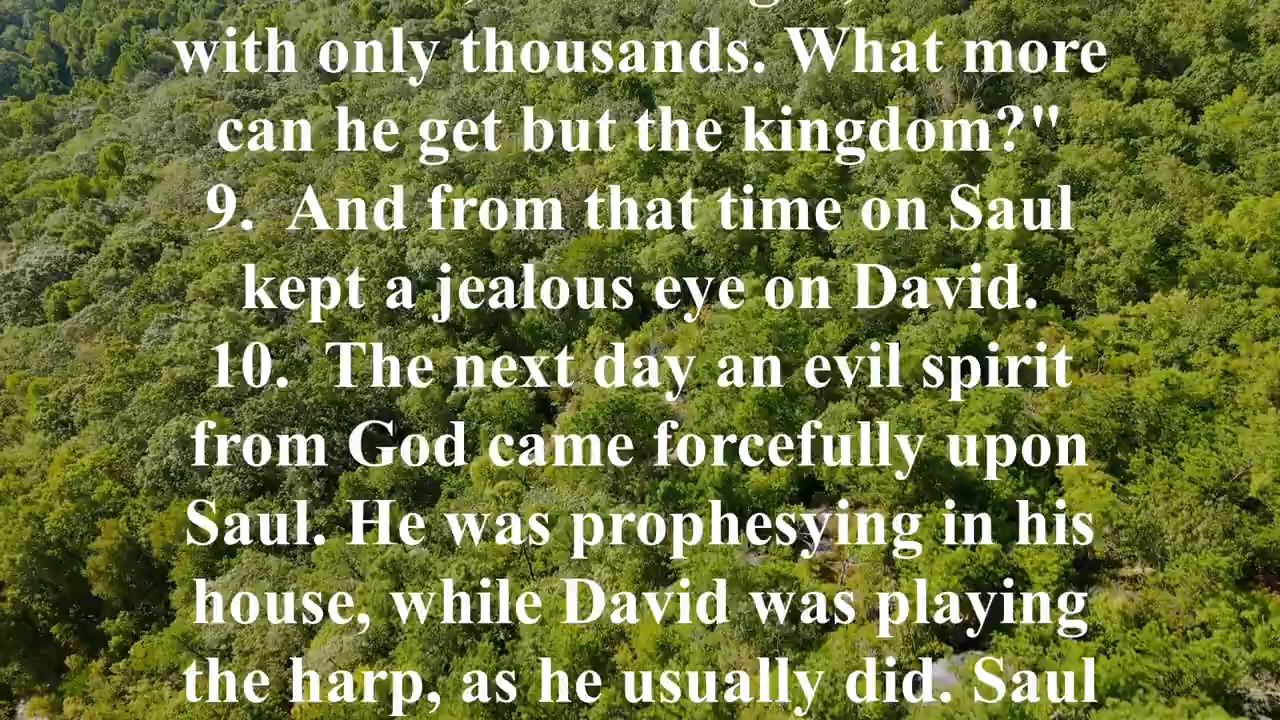 with only thousands. What more
can he get but the kingdom?"
9. And from that time on Saul
kept a jealous eye on David.
10. The next day an evil spirit
from God came forcefully upon
Saul. He was prophesying in his
house, while David was playing
the harp, as he usually did. Saul